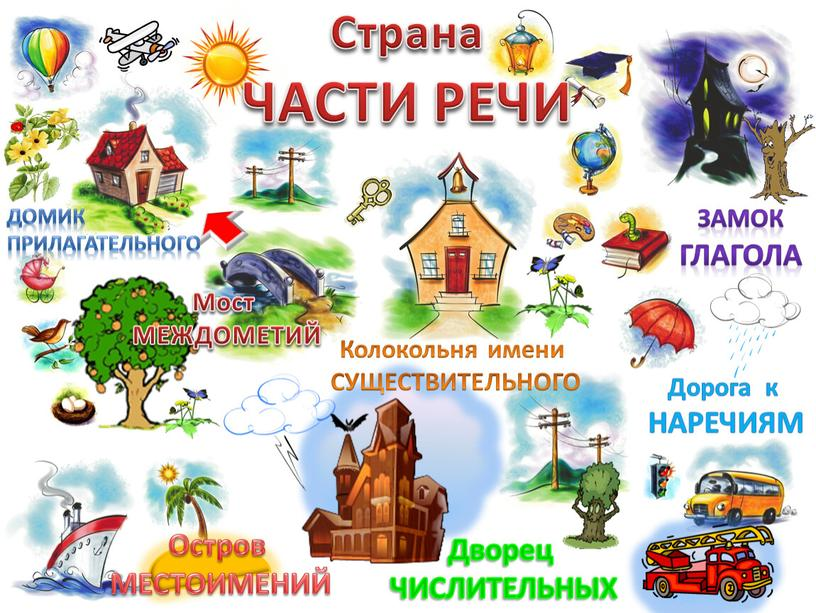 Страна
ЧАСТИ РЕЧИ
ДОМИК
ПРИЛАГАТЕЛЬНОГО
ЗАМОК
ГЛАГОЛА
Мост
МЕЖДОМЕТИЙ
Колокольня имени
СУЩЕСТВИТЕЛЬНОГО
Дорога к
НАРЕЧИЯМ
Остров
МЕСТОИМЕНИЙ
Дворец
ЧИСЛИТЕЛЬНЫХ